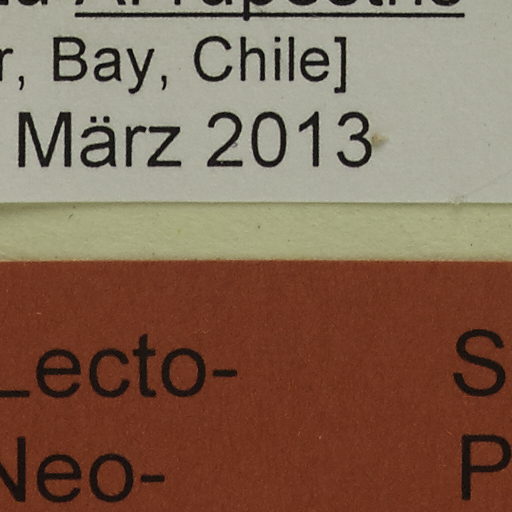 r, Bay, Chile]
März 2013
Lecto- S
Neo- P